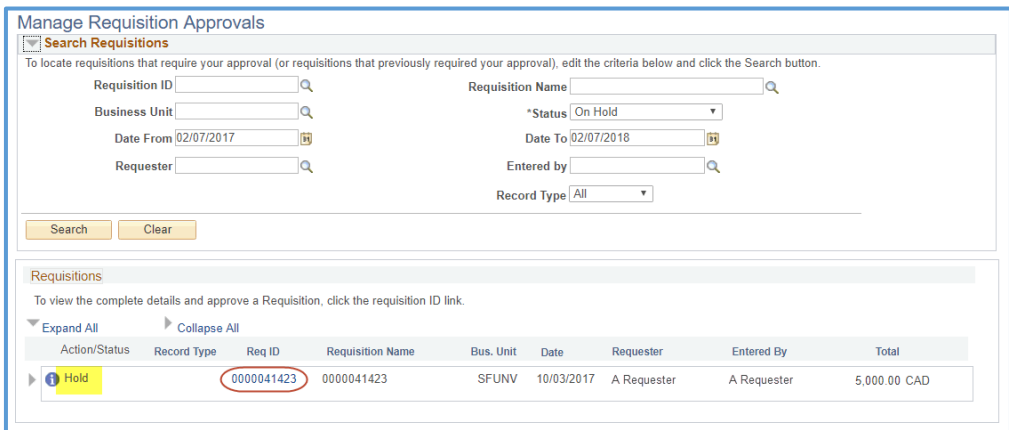 Manage Requisition Approvals
Search Requisitions
To locate requisitions that require your approval (or requisitions that previously required your approval), edit the criteria below and click the Search button.
Requisition ID Requisition Name
Business Unit *Status On Hold
Date From 02/07/2017 Date To 02/07/2018
Requester Entered by
Record Type All
Search Clear
Requisitions
To view the complete details and approve a Requisition, click the requisition ID link.
Expand All Collapse All
Action/Status Record Type Req ID Requisition Name Bus. Unit Date Requester Entered By Total
Hold 0000041423 0000041423 SFUNV 10/03/2017 A Requester A Requester 5,000.00 CAD